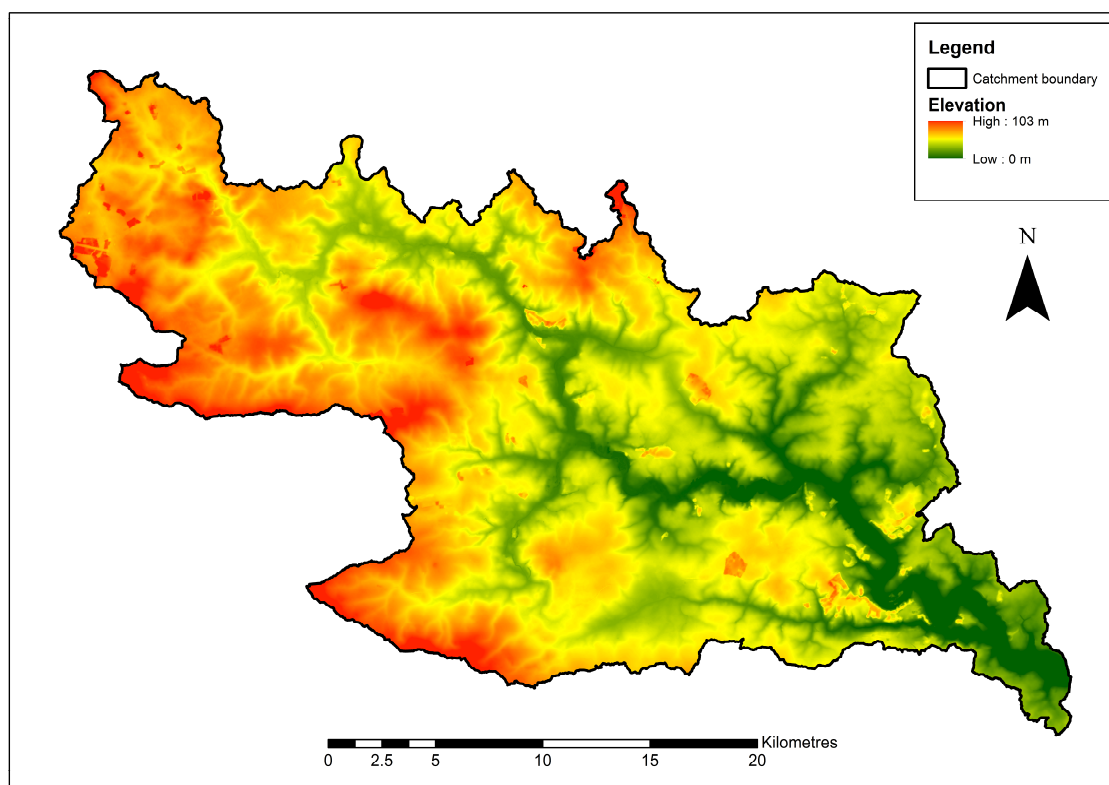 Legend
Catchment boundary
Elevation
High : 103 m
Low : 0 m
N
Kilometres
0 2.5 5 10 15 20